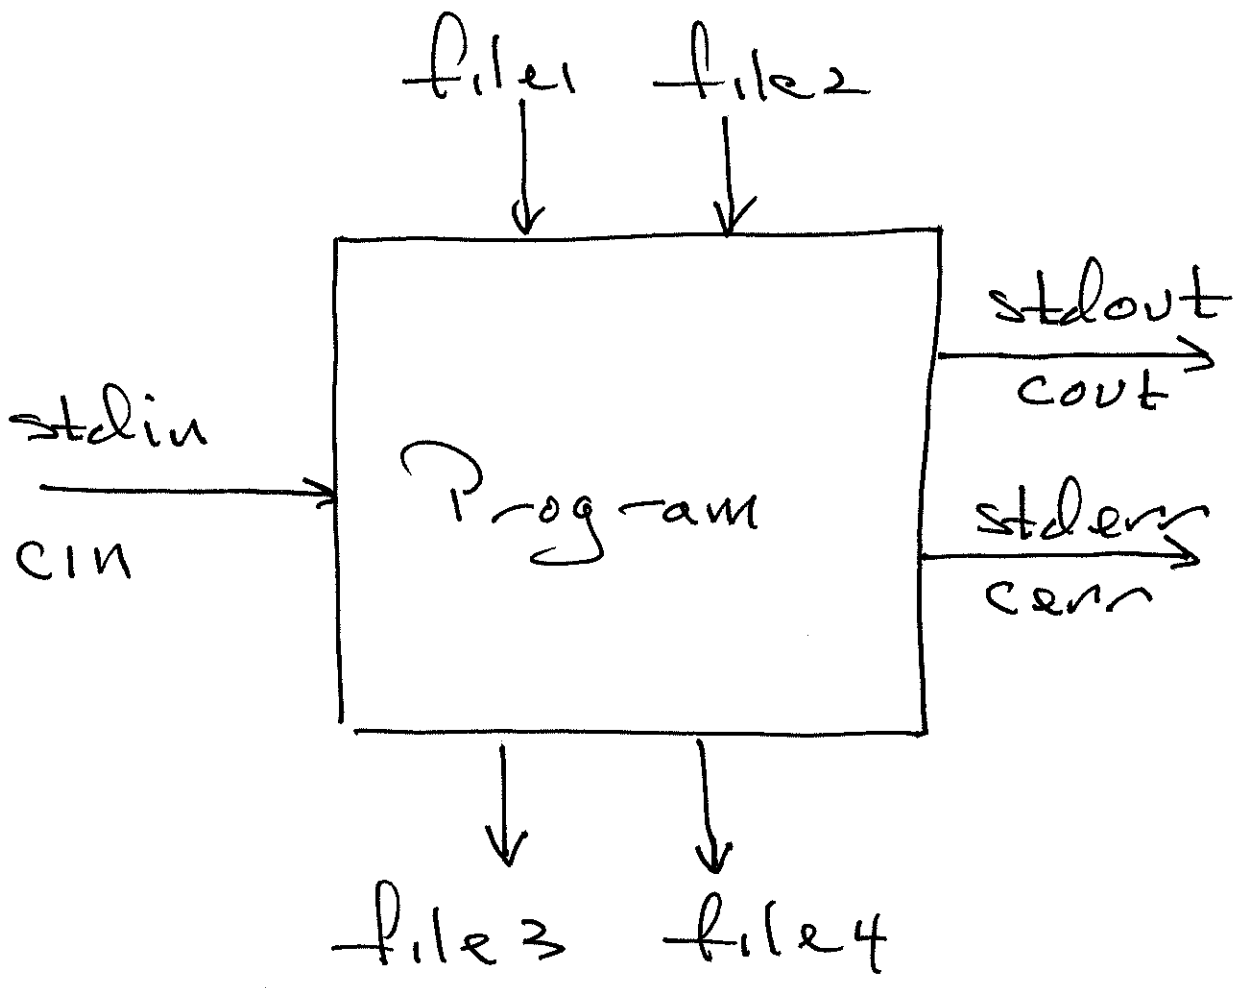 file1 file2
stdout
cout
stdin
cin
Program
stderr
cerr
file3 file4